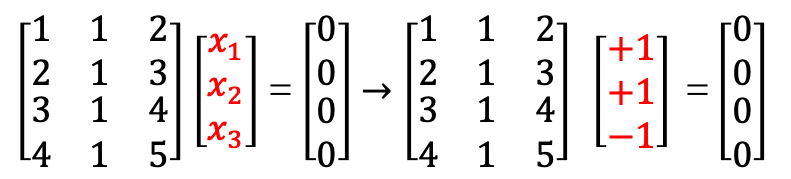 [1 1 2] [x₁] = [0] → [1 1 2] [+1] = [0]
[2 1 3] [x₂] [0] [2 1 3] [+1] [0]
[3 1 4] [x₃] [0] [3 1 4] [−1] [0]
[4 1 5] [0] [4 1 5] [0]